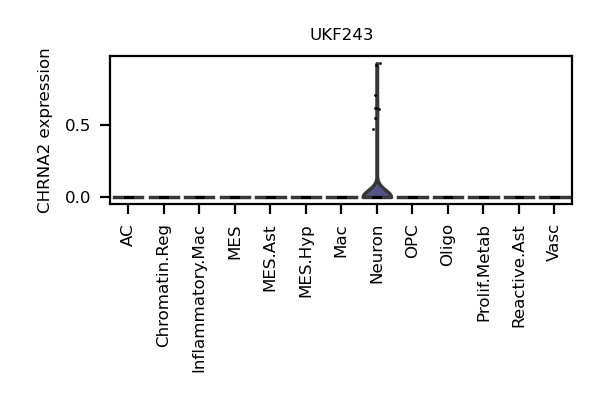 UKF243
CHRNA2 expression
0.5
0.0
AC
Chromatin.Reg
Inflammatory.Mac
MES
MES.Ast
MES.Hyp
Mac
Neuron
OPC
Oligo
Prolif.Metab
Reactive.Ast
Vasc